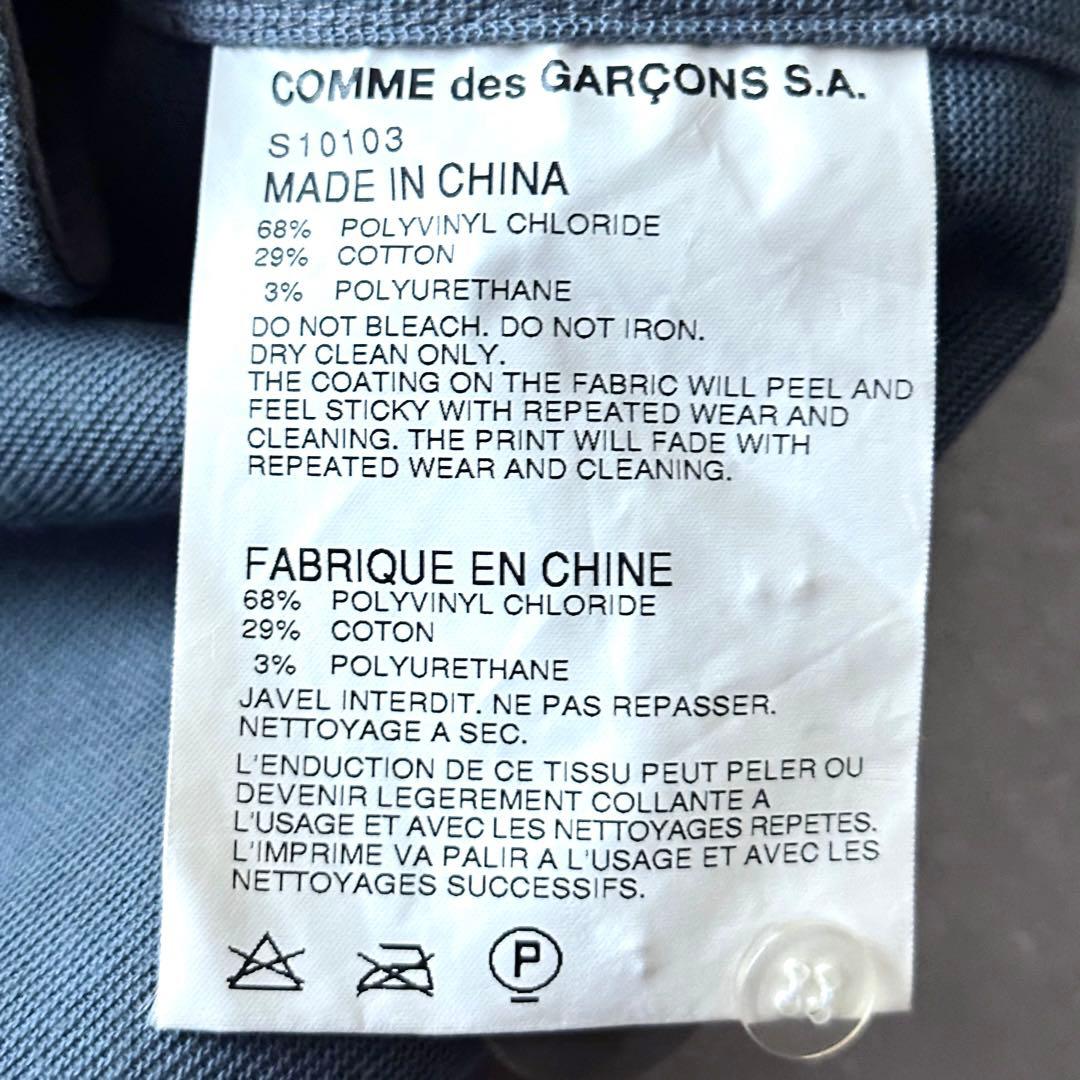 COMME des GARÇONS S.A.
S10103
MADE IN CHINA
68% POLYVINYL CHLORIDE
29% COTTON
3% POLYURETHANE
DO NOT BLEACH. DO NOT IRON.
DRY CLEAN ONLY.
THE COATING ON THE FABRIC WILL PEEL AND
FEEL STICKY WITH REPEATED WEAR AND
CLEANING. THE PRINT WILL FADE WITH
REPEATED WEAR AND CLEANING.
FABRIQUE EN CHINE
68% POLYVINYL CHLORIDE
29% COTON
3% POLYURETHANE
JAVEL INTERDIT. NE PAS REPASSER.
NETTOYAGE A SEC.
L'ENDUCTION DE CE TISSU PEUT PELER OU
DEVENIR LEGEREMENT COLLANTE A
L'USAGE ET AVEC LES NETTOYAGES REPETES.
L'IMPRIME VA PALIR A L'USAGE ET AVEC LES
NETTOYAGES SUCCESSIFS.
P